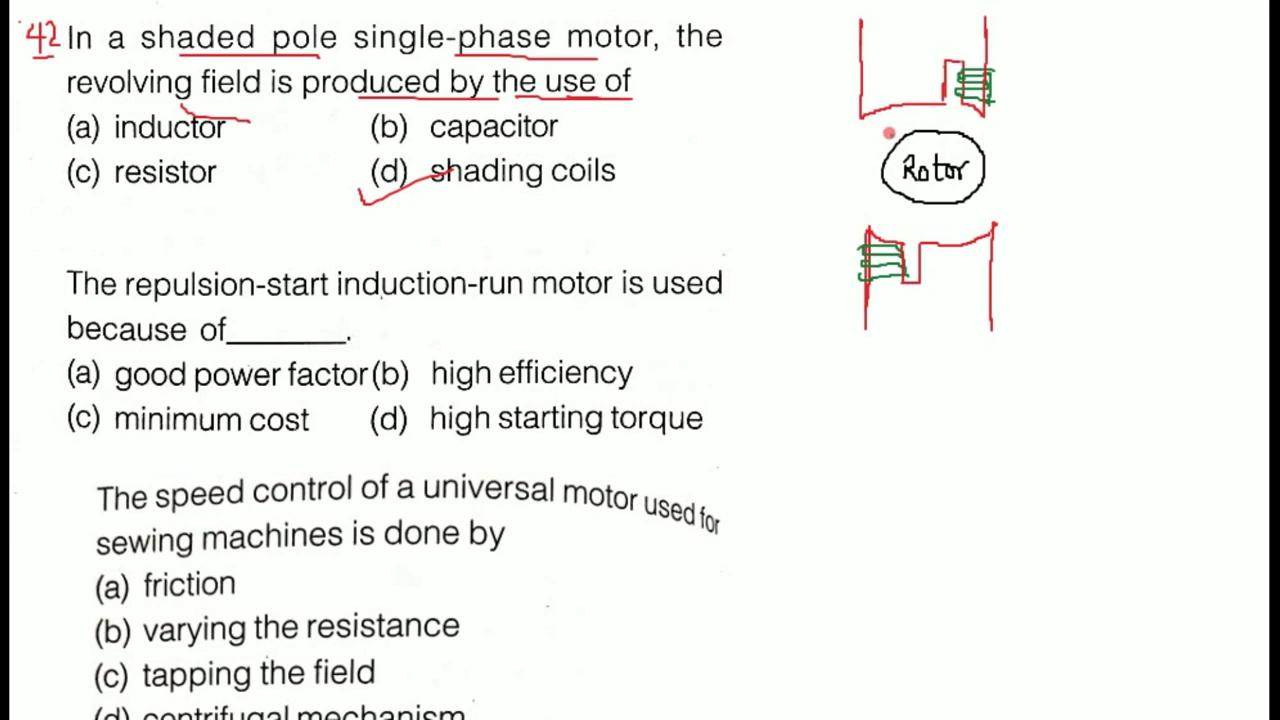 42 In a shaded pole single-phase motor, the
revolving field is produced by the use of
(a) inductor (b) capacitor
(c) resistor (d) shading coils
Rotor
The repulsion-start induction-run motor is used
because of_______.
(a) good power factor (b) high efficiency
(c) minimum cost (d) high starting torque
The speed control of a universal motor used for
sewing machines is done by
(a) friction
(b) varying the resistance
(c) tapping the field
(d) centrifugal mechanism